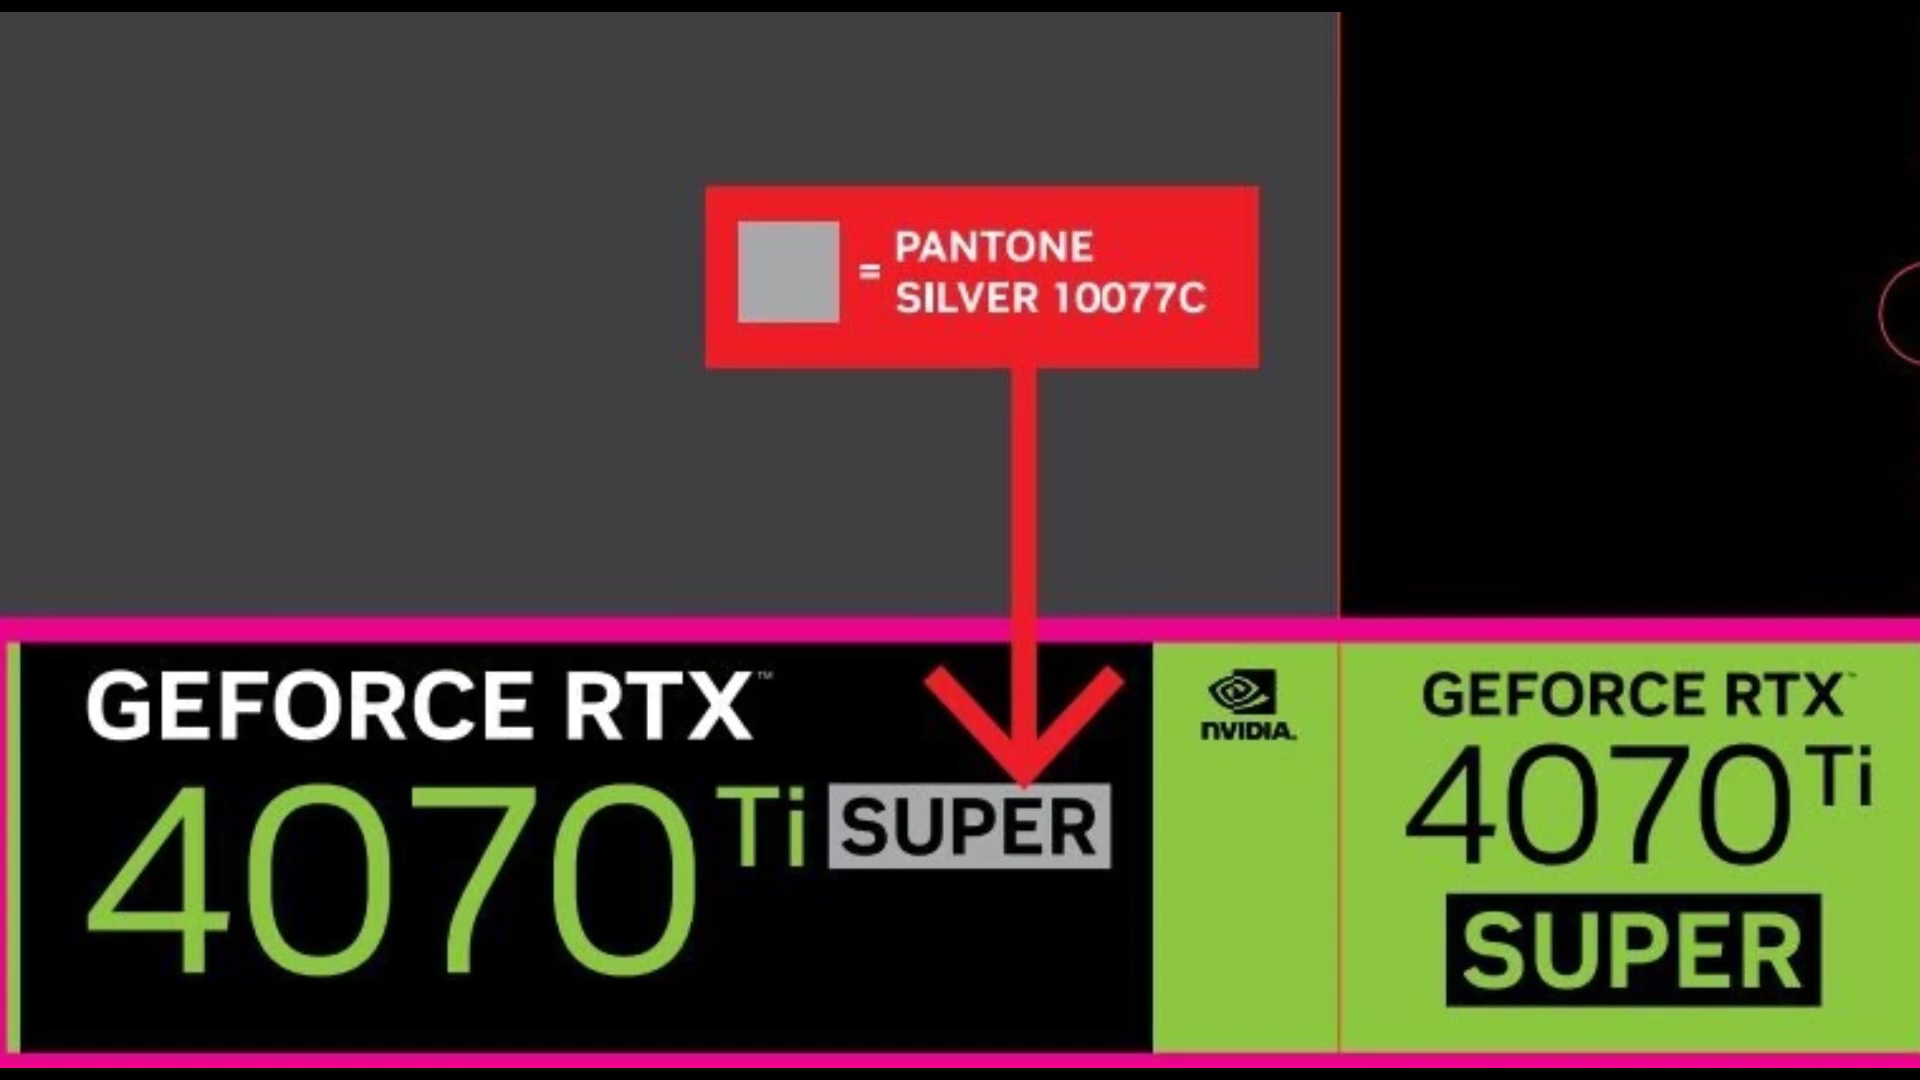 = PANTONE
SILVER 10077C
GEFORCE RTX™
4070 Ti SUPER
NVIDIA.
GEFORCE RTX™
4070 Ti
SUPER